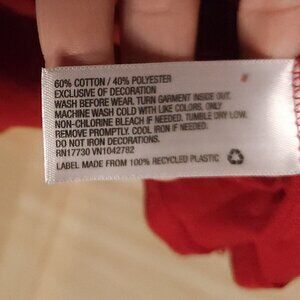 60% COTTON / 40% POLYESTER
EXCLUSIVE OF DECORATION
WASH BEFORE WEAR. TURN GARMENT INSIDE OUT.
MACHINE WASH COLD WITH LIKE COLORS, ONLY
NON-CHLORINE BLEACH IF NEEDED. TUMBLE DRY LOW.
REMOVE PROMPTLY. COOL IRON IF NEEDED.
DO NOT IRON DECORATIONS.
RN17730 VN1042782
LABEL MADE FROM 100% RECYCLED PLASTIC